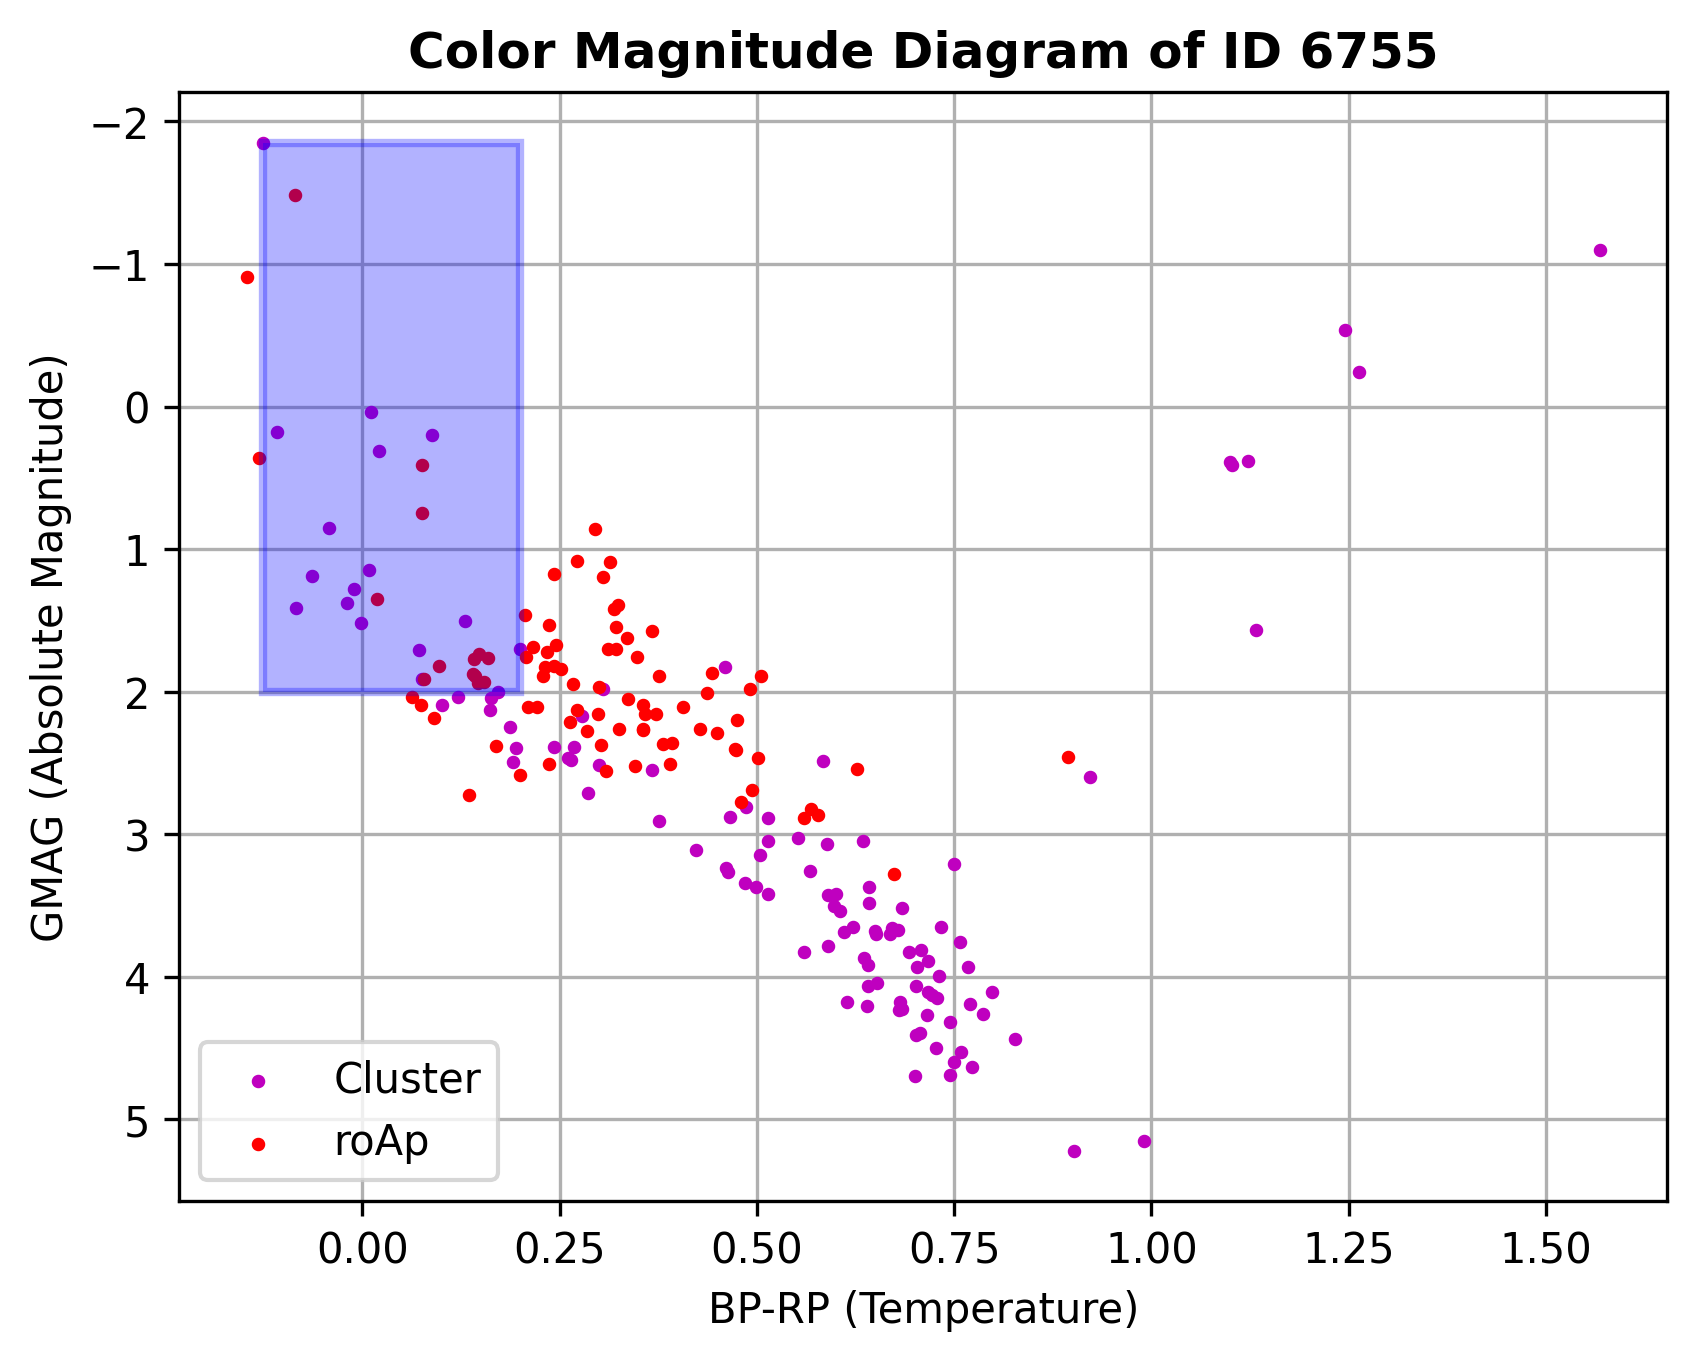 Color Magnitude Diagram of ID 6755
GMAG (Absolute Magnitude)
−2
−1
0
1
2
3
4
5
Cluster
roAp
0.00 0.25 0.50 0.75 1.00 1.25 1.50
BP-RP (Temperature)